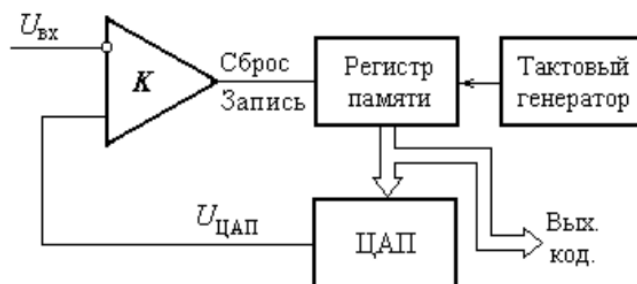 Uвх
K
Сброс
Запись
Регистр
памяти
Тактовый
генератор
UЦАП
ЦАП
Вых.
код.